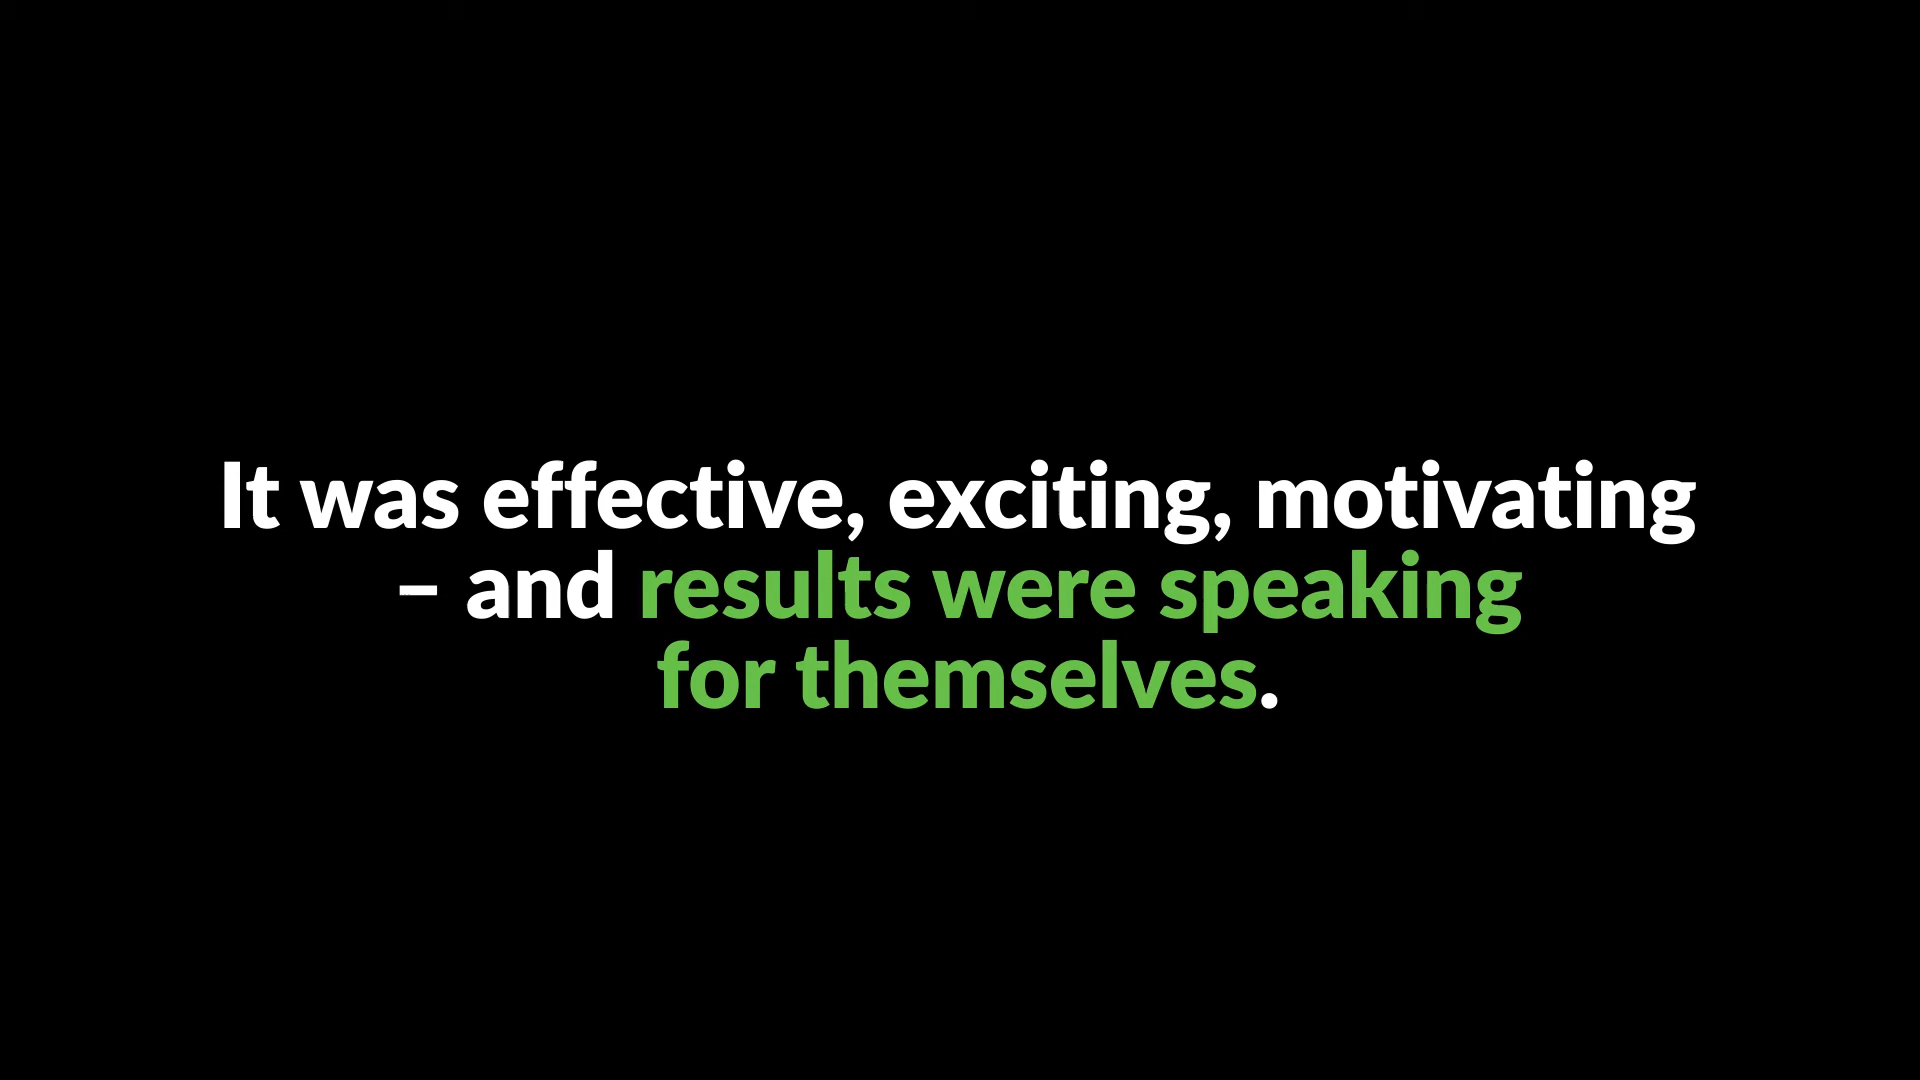 It was effective, exciting, motivating
– and results were speaking
for themselves.